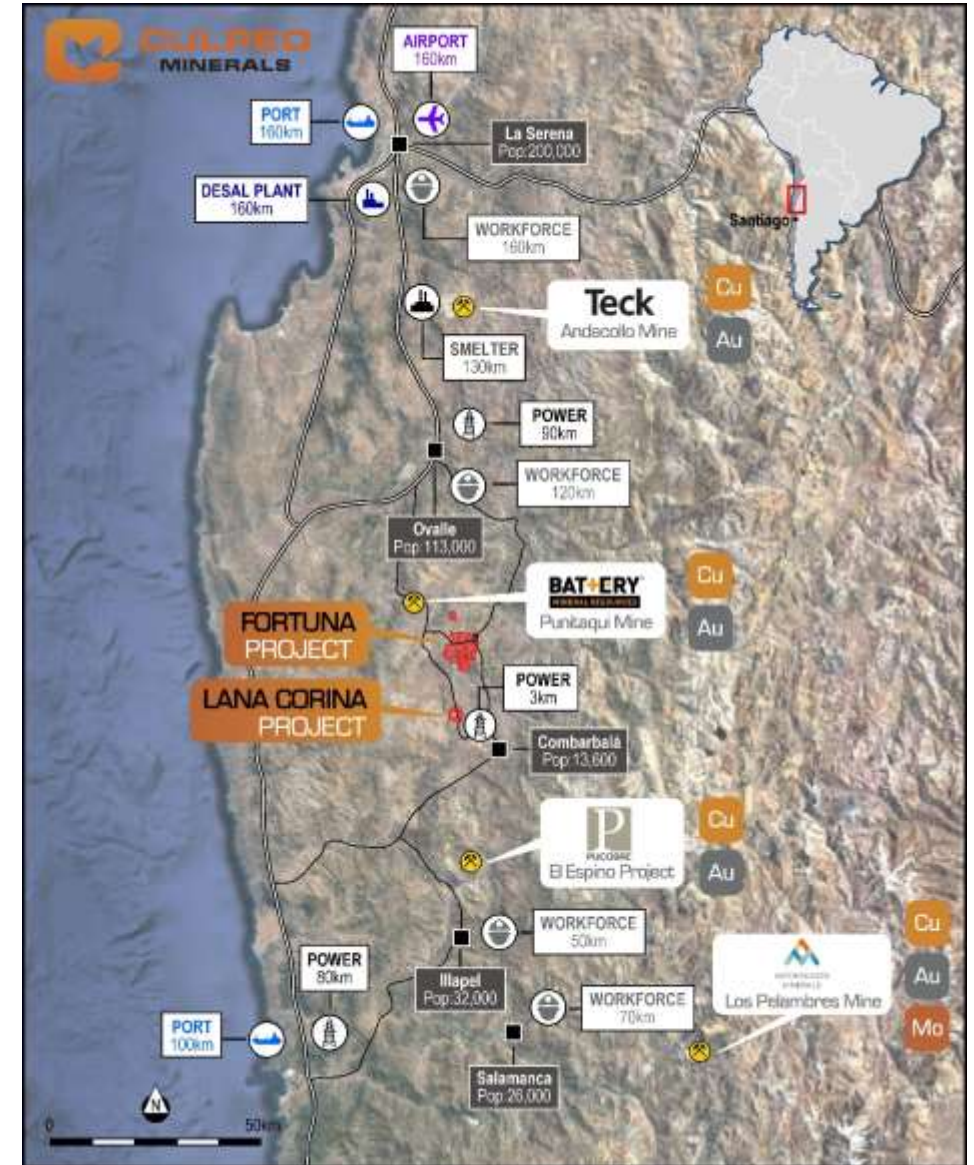 CULPEO
MINERALS
AIRPORT
160km
PORT
160km
La Serena
Pop:200,000
DESAL PLANT
160km
WORKFORCE
160km
Santiago
Teck
Andacollo Mine
Cu
Au
SMELTER
130km
POWER
90km
WORKFORCE
120km
Ovalle
Pop:113,000
BATTERY
MINERAL RESOURCES
Punitaqui Mine
Cu
Au
FORTUNA
PROJECT
POWER
3km
LANA CORINA
PROJECT
Combarbalá
Pop:13,600
P
PUCOBRE
El Espino Project
Cu
Au
WORKFORCE
50km
POWER
80km
Illapel
Pop:32,000
Cu
Au
Mo
MINERALS
Los Pelambres Mine
WORKFORCE
70km
PORT
100km
Salamanca
Pop:26,000
N
0 50km